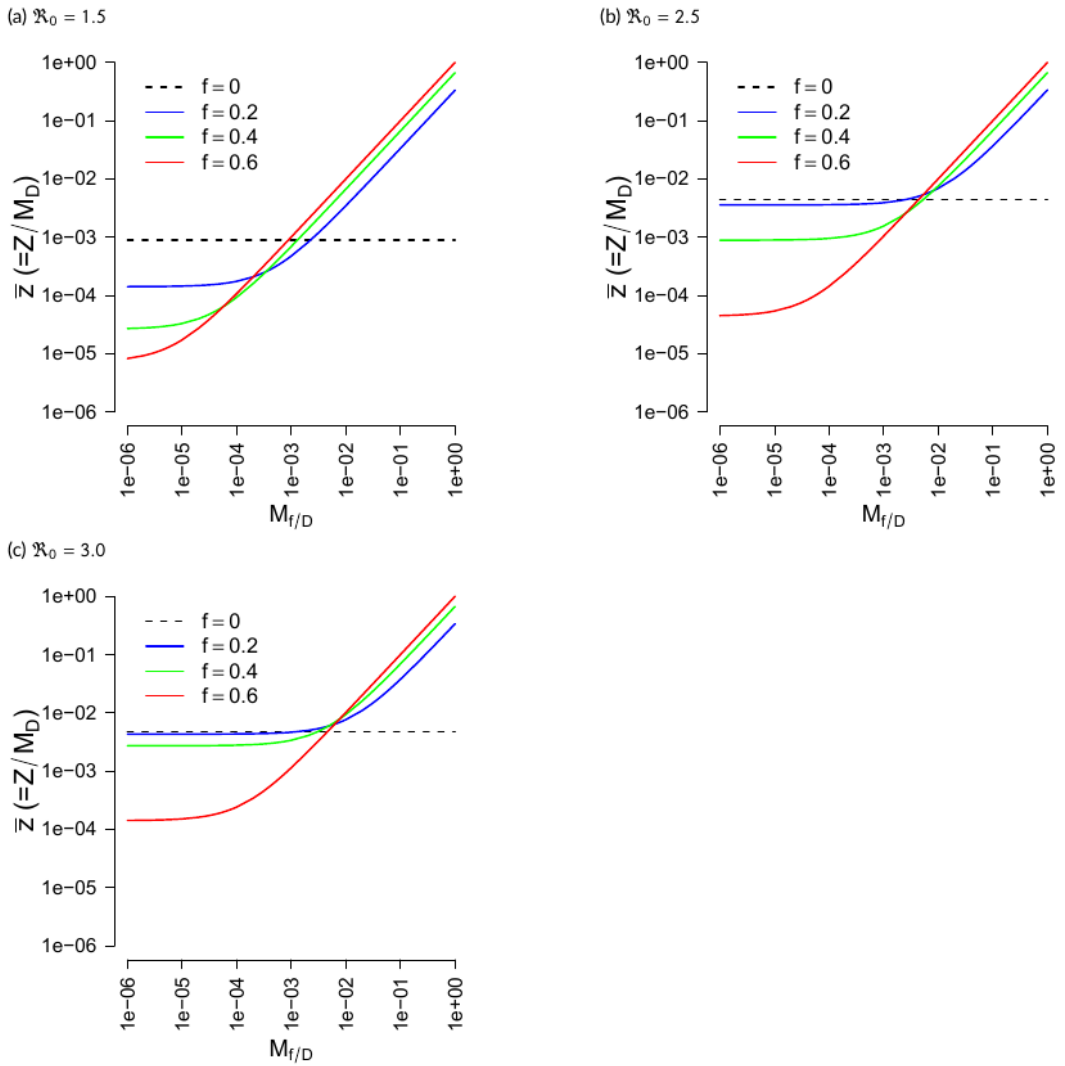 (a) ℜ₀ = 1.5
1e+00
1e−01
1e−02
1e−03
1e−04
1e−05
1e−06
z̅ (=Z/M_D)
f = 0
f = 0.2
f = 0.4
f = 0.6
1e−06
1e−05
1e−04
1e−03
1e−02
1e−01
1e+00
M_f/D
(b) ℜ₀ = 2.5
1e+00
1e−01
1e−02
1e−03
1e−04
1e−05
1e−06
z̅ (=Z/M_D)
f = 0
f = 0.2
f = 0.4
f = 0.6
1e−06
1e−05
1e−04
1e−03
1e−02
1e−01
1e+00
M_f/D
(c) ℜ₀ = 3.0
1e+00
1e−01
1e−02
1e−03
1e−04
1e−05
1e−06
z̅ (=Z/M_D)
f = 0
f = 0.2
f = 0.4
f = 0.6
1e−06
1e−05
1e−04
1e−03
1e−02
1e−01
1e+00
M_f/D